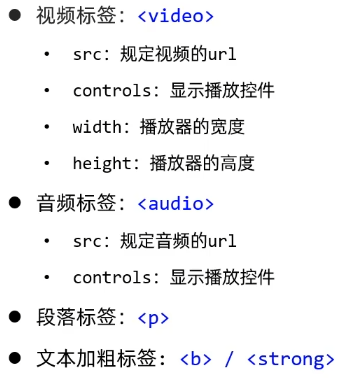 ● 视频标签：<video>
• src：规定视频的url
• controls：显示播放控件
• width：播放器的宽度
• height：播放器的高度
● 音频标签：<audio>
• src：规定音频的url
• controls：显示播放控件
● 段落标签：<p>
● 文本加粗标签：<b> / <strong>